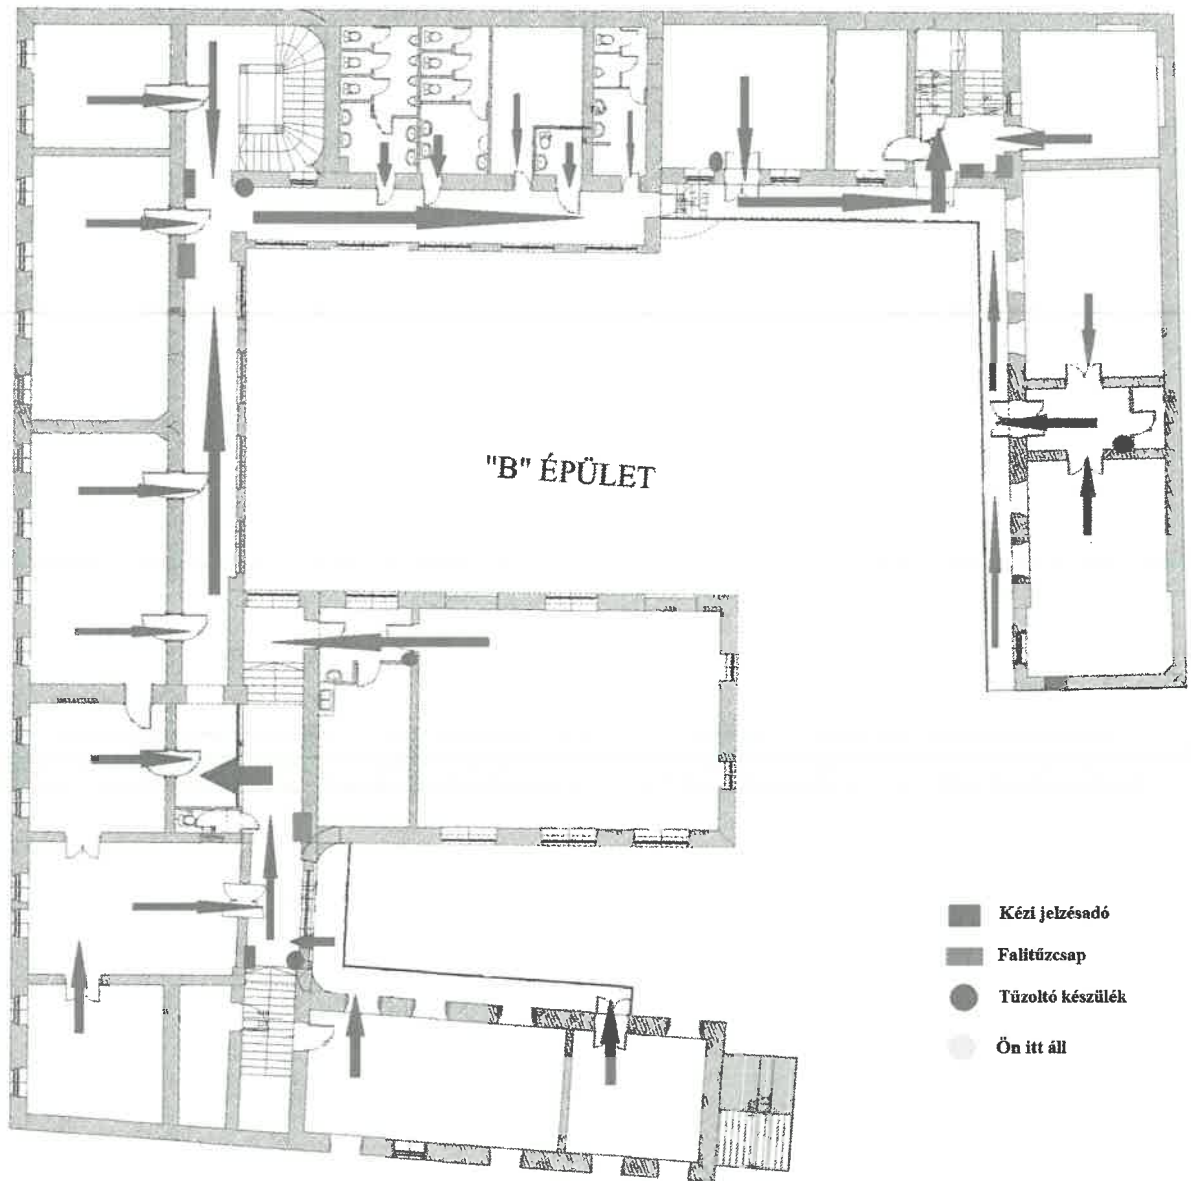 "B" ÉPÜLET
Kézi jelzésadó
Falitűzcsap
Tűzoltó készülék
Ön itt áll